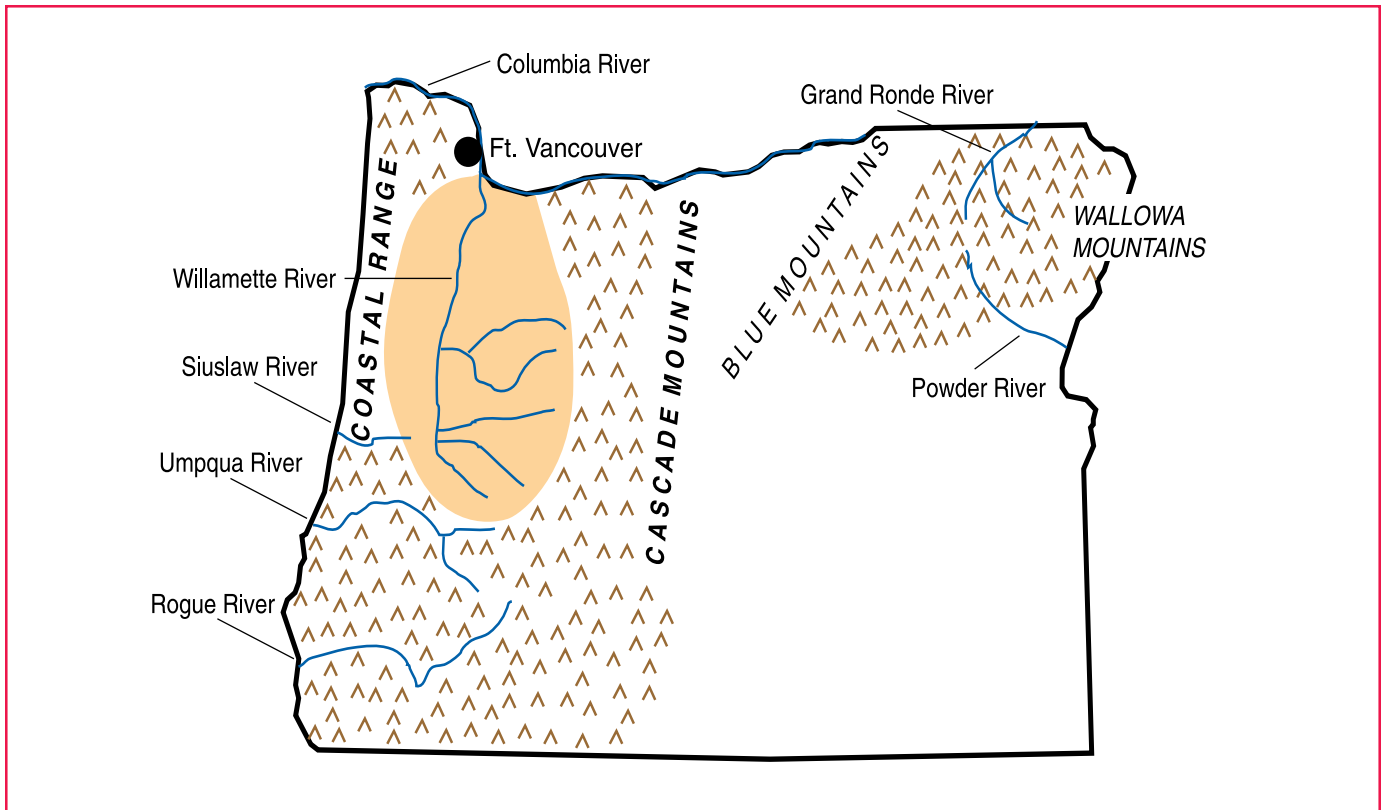 Columbia River
Grand Ronde River
Ft. Vancouver
COASTAL RANGE
CASCADE MOUNTAINS
BLUE MOUNTAINS
WALLOWA
MOUNTAINS
Willamette River
Siuslaw River
Powder River
Umpqua River
Rogue River